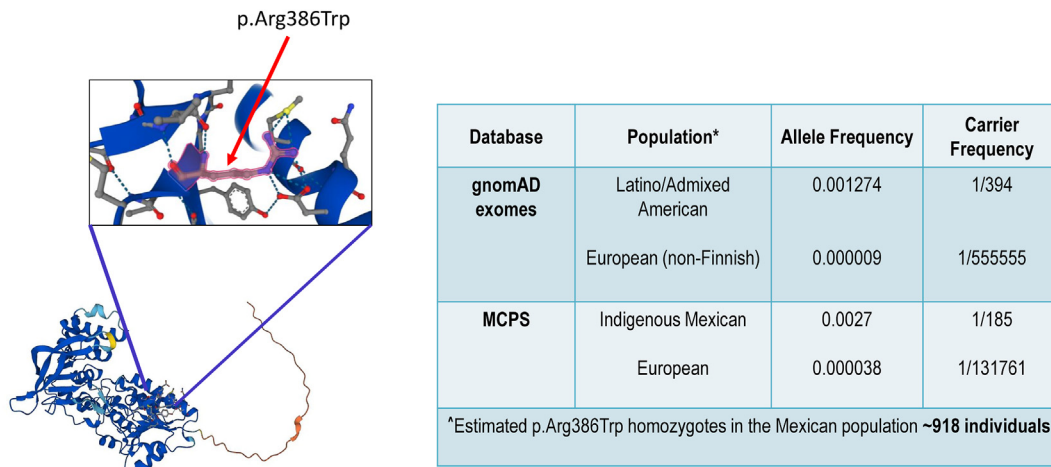 p.Arg386Trp
Database
Population*
Allele Frequency
Carrier
Frequency
gnomAD
exomes
Latino/Admixed
American
0.001274
1/394
European (non-Finnish)
0.000009
1/555555
MCPS
Indigenous Mexican
0.0027
1/185
European
0.000038
1/131761
^Estimated p.Arg386Trp homozygotes in the Mexican population ~918 individuals